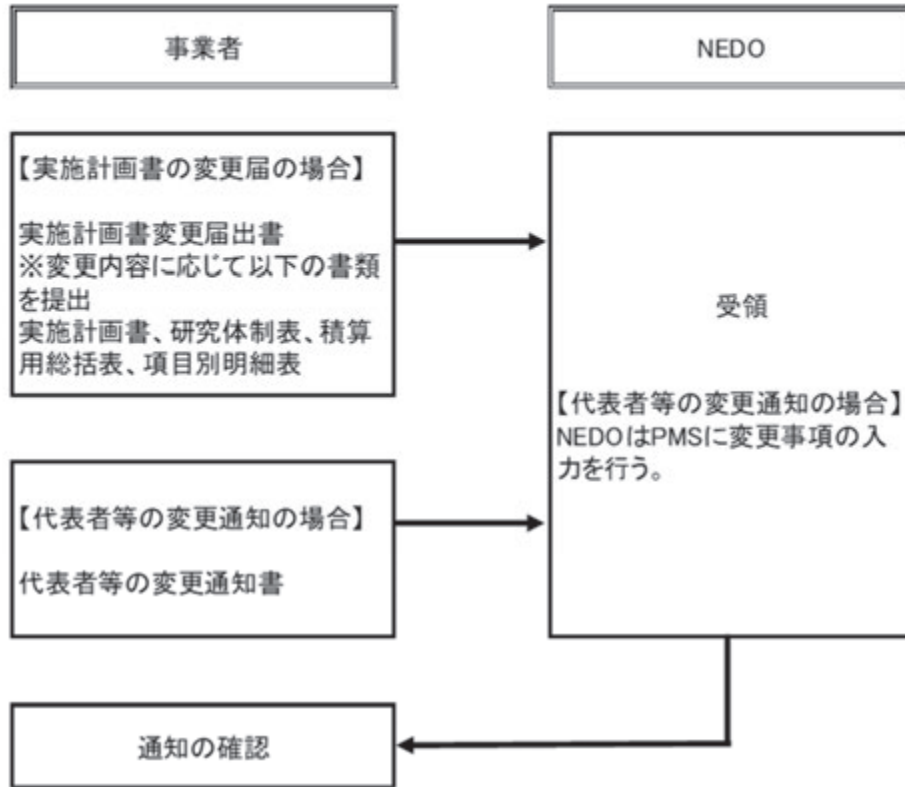 事業者
NEDO
【実施計画書の変更届の場合】
実施計画書変更届出書
※変更内容に応じて以下の書類
を提出
実施計画書、研究体制表、積算
用総括表、項目別明細表
受領
【代表者等の変更通知の場合】
NEDOはPMSに変更事項の入
力を行う。
【代表者等の変更通知の場合】
代表者等の変更通知書
通知の確認